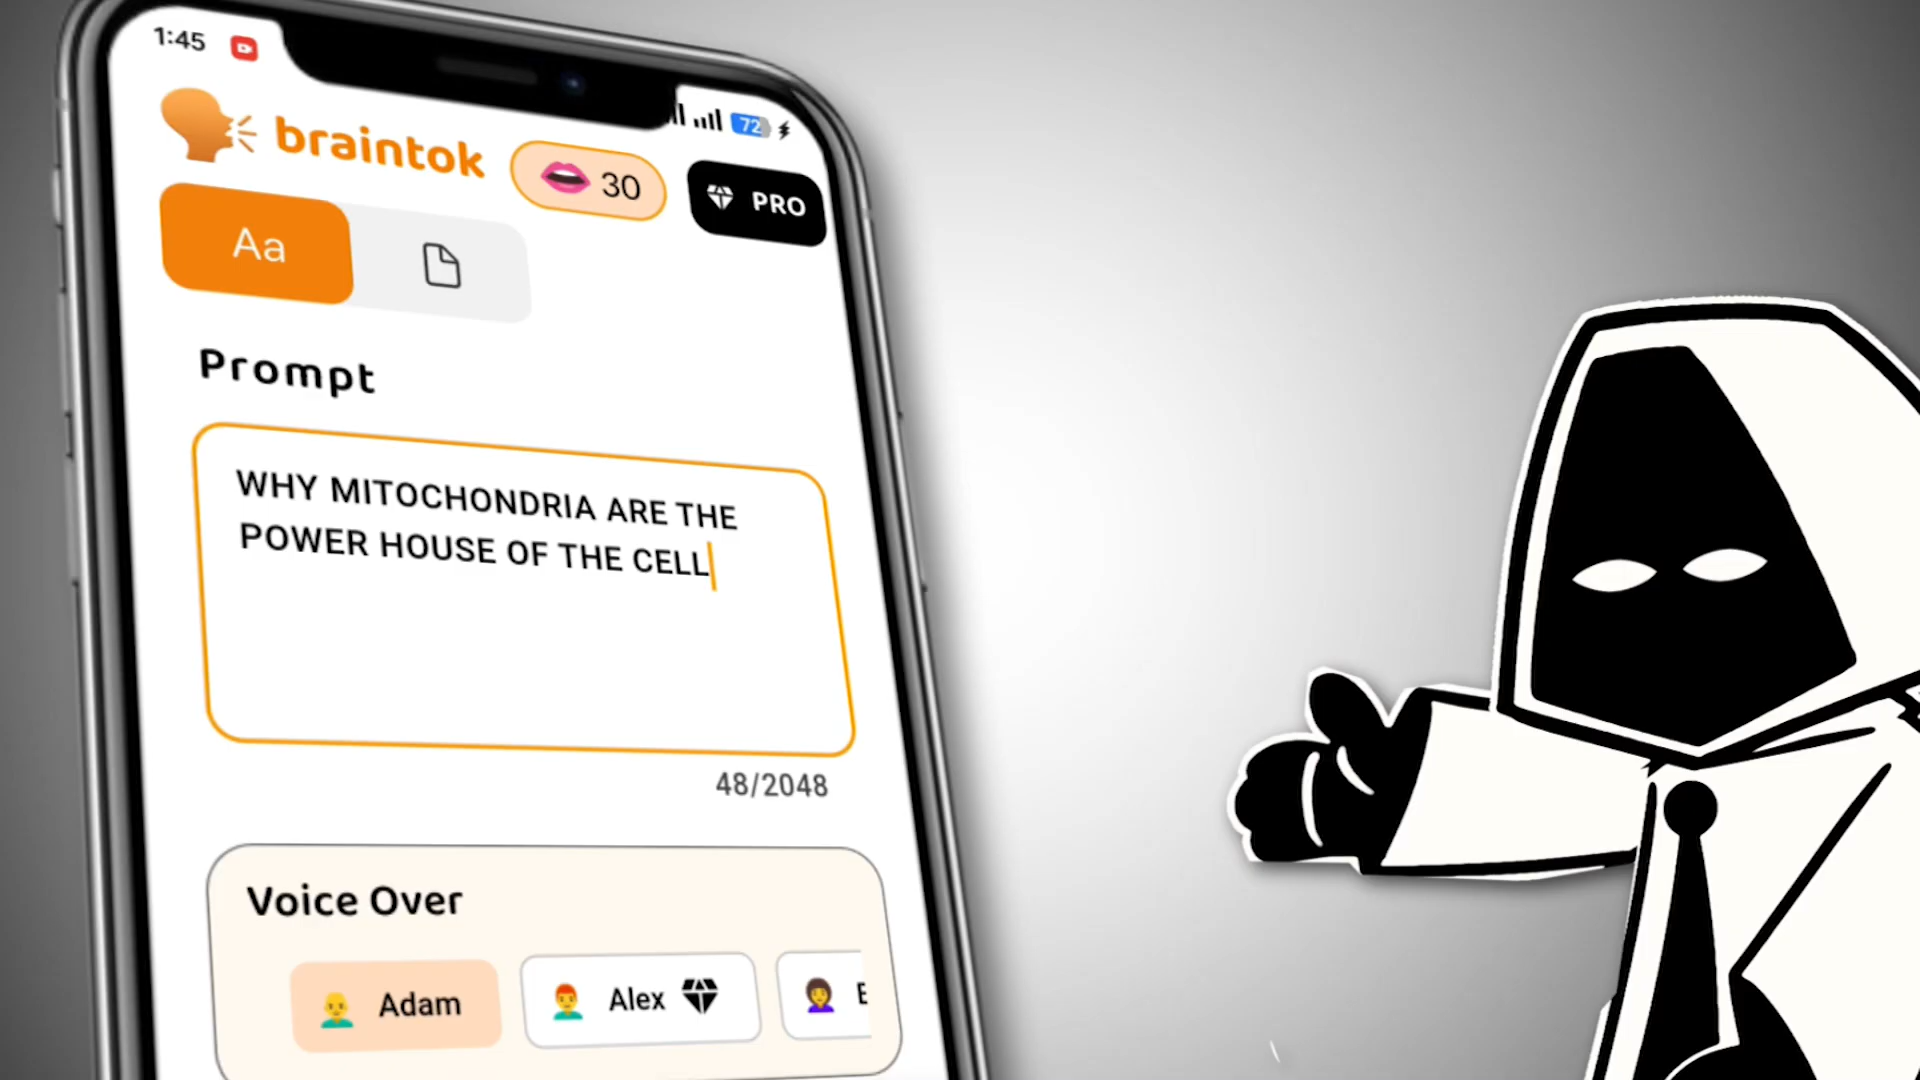 1:45
72
braintok
30
PRO
Aa
Prompt
WHY MITOCHONDRIA ARE THE
POWER HOUSE OF THE CELL
48/2048
Voice Over
Adam
Alex